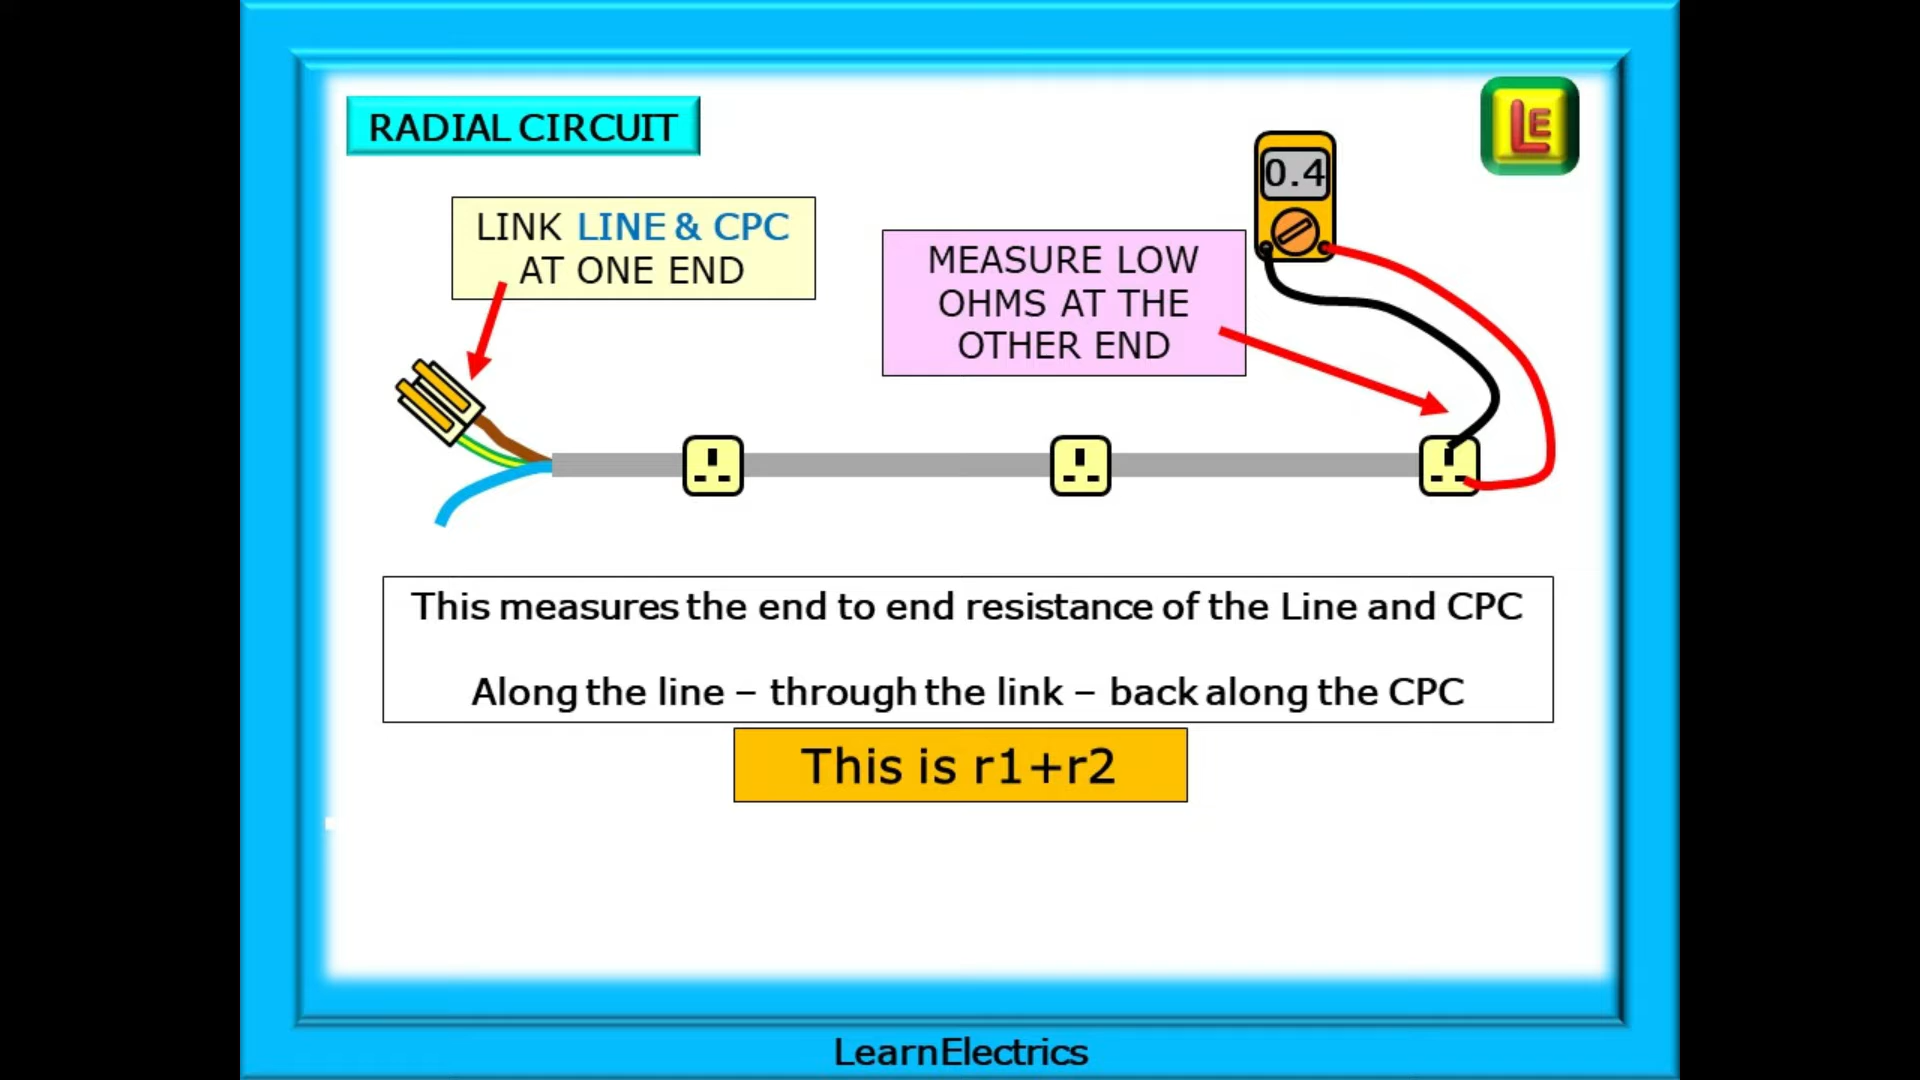 RADIAL CIRCUIT
LE
0.4
LINK LINE & CPC
AT ONE END
MEASURE LOW
OHMS AT THE
OTHER END
This measures the end to end resistance of the Line and CPC
Along the line – through the link – back along the CPC
This is r1+r2
LearnElectrics